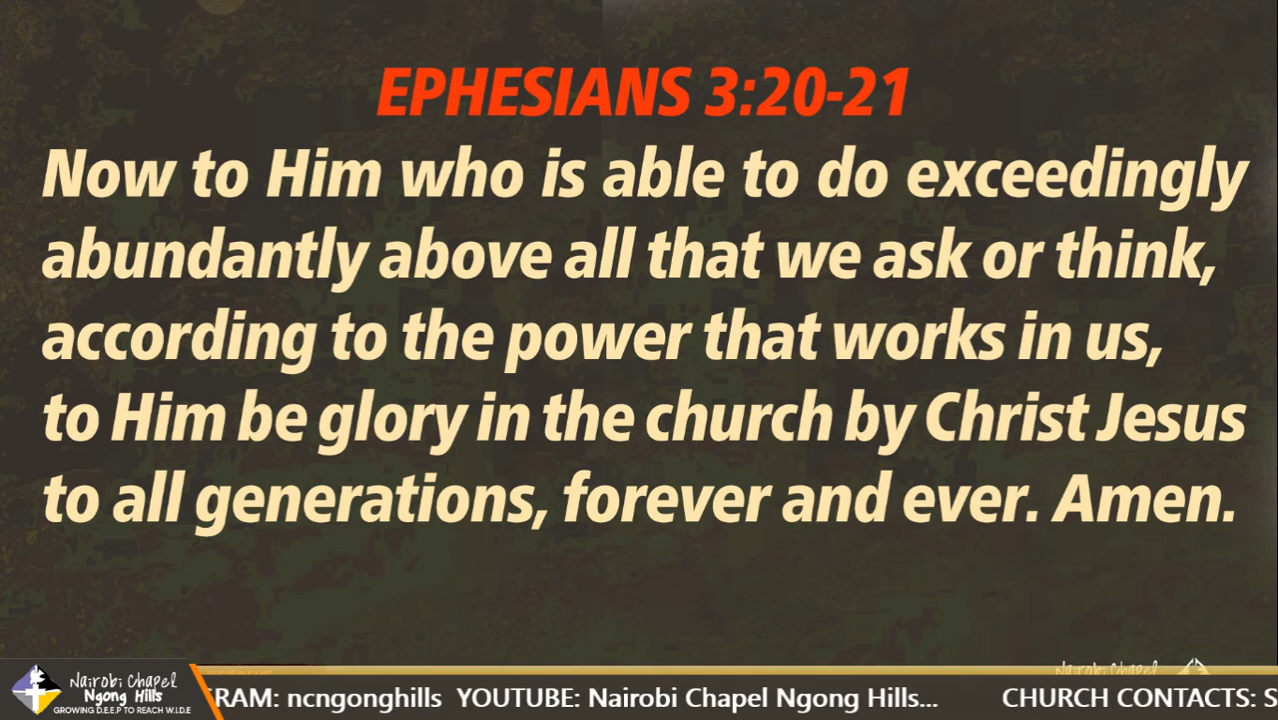 EPHESIANS 3:20-21
Now to Him who is able to do exceedingly
abundantly above all that we ask or think,
according to the power that works in us,
to Him be glory in the church by Christ Jesus
to all generations, forever and ever. Amen.
Nairobi Chapel
Nairobi Chapel
Ngong Hills
GROWING D.E.E.P TO REACH W.I.D.E
RAM: ncngonghills YOUTUBE: Nairobi Chapel Ngong Hills... CHURCH CONTACTS: S